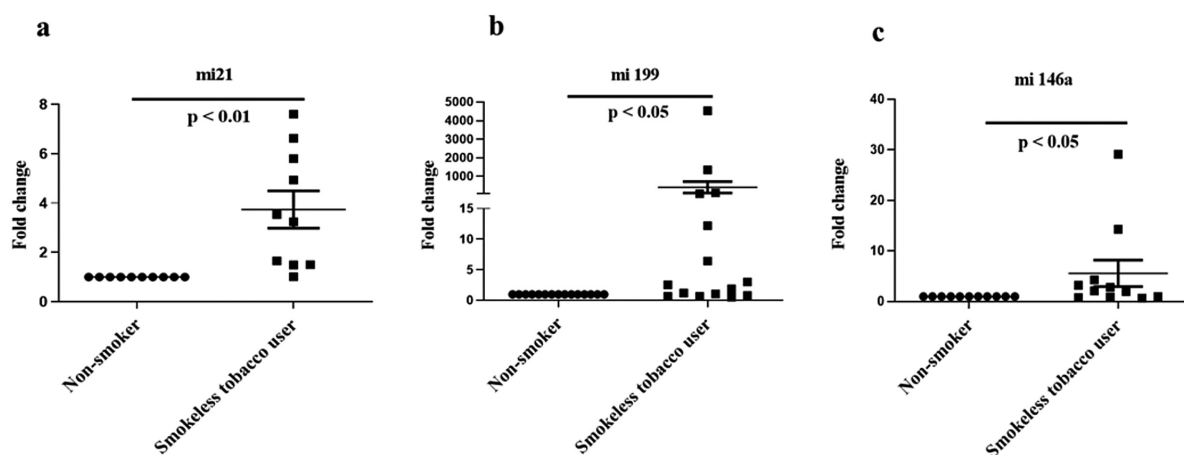 a
mi21
p < 0.01
Fold change
8
6
4
2
0
Non-smoker
Smokeless tobacco user
b
mi 199
p < 0.05
Fold change
5000
4000
3000
2000
1000
15
10
5
0
Non-smoker
Smokeless tobacco user
c
mi 146a
p < 0.05
Fold change
40
30
20
10
0
Non-smoker
Smokeless tobacco user